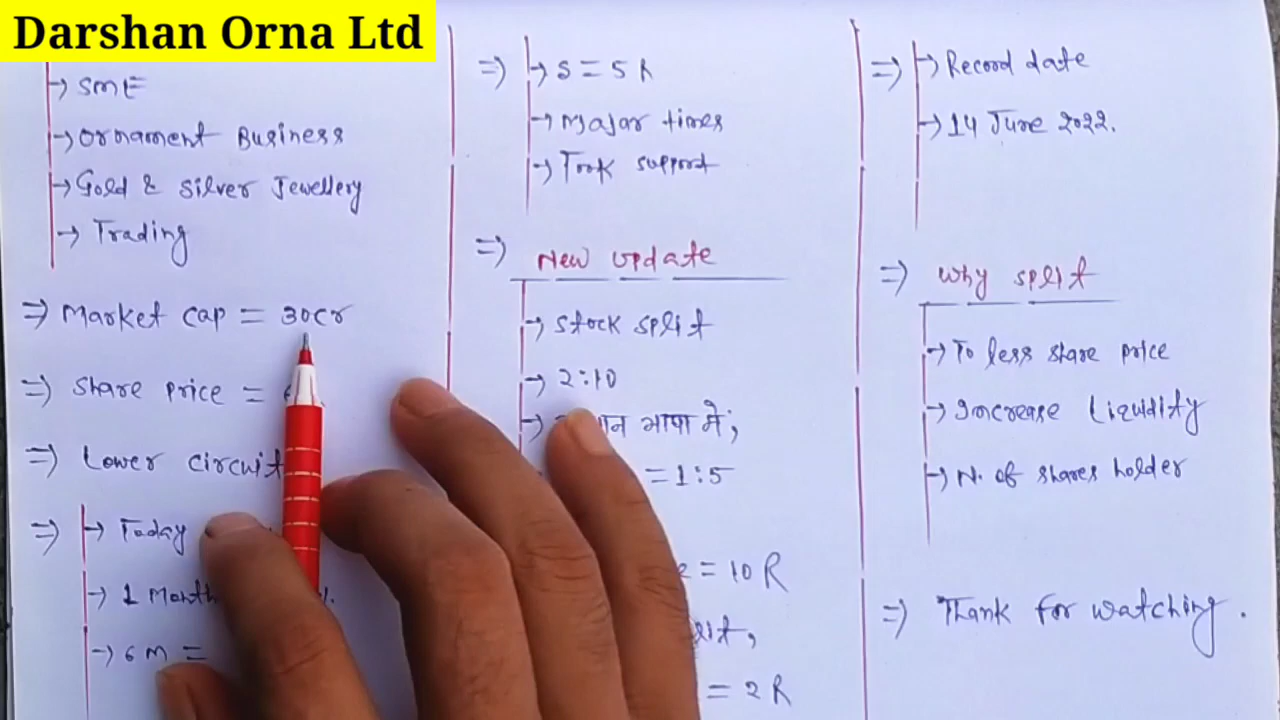 Darshan Orna Ltd
→ SME
→ Ornament Business
→ Gold & Silver Jewellery
→ Trading
⇒ Market cap = 30cr
⇒ Share price =
⇒ Lower circuit
⇒ → Today
→ 1 Month %.
→ 6 M =
⇒ → S = 5 R
→ Major times
→ Took support
⇒ New update
→ Stock split
→ 2:10
→ भाषा में;
= 1:5
= 10 R
= 2 R
⇒ → Record date
→ 14 June 2022.
⇒ Why split
→ To less share price
→ Increase Liquidity
→ N. of shares holder
⇒ Thank for watching.